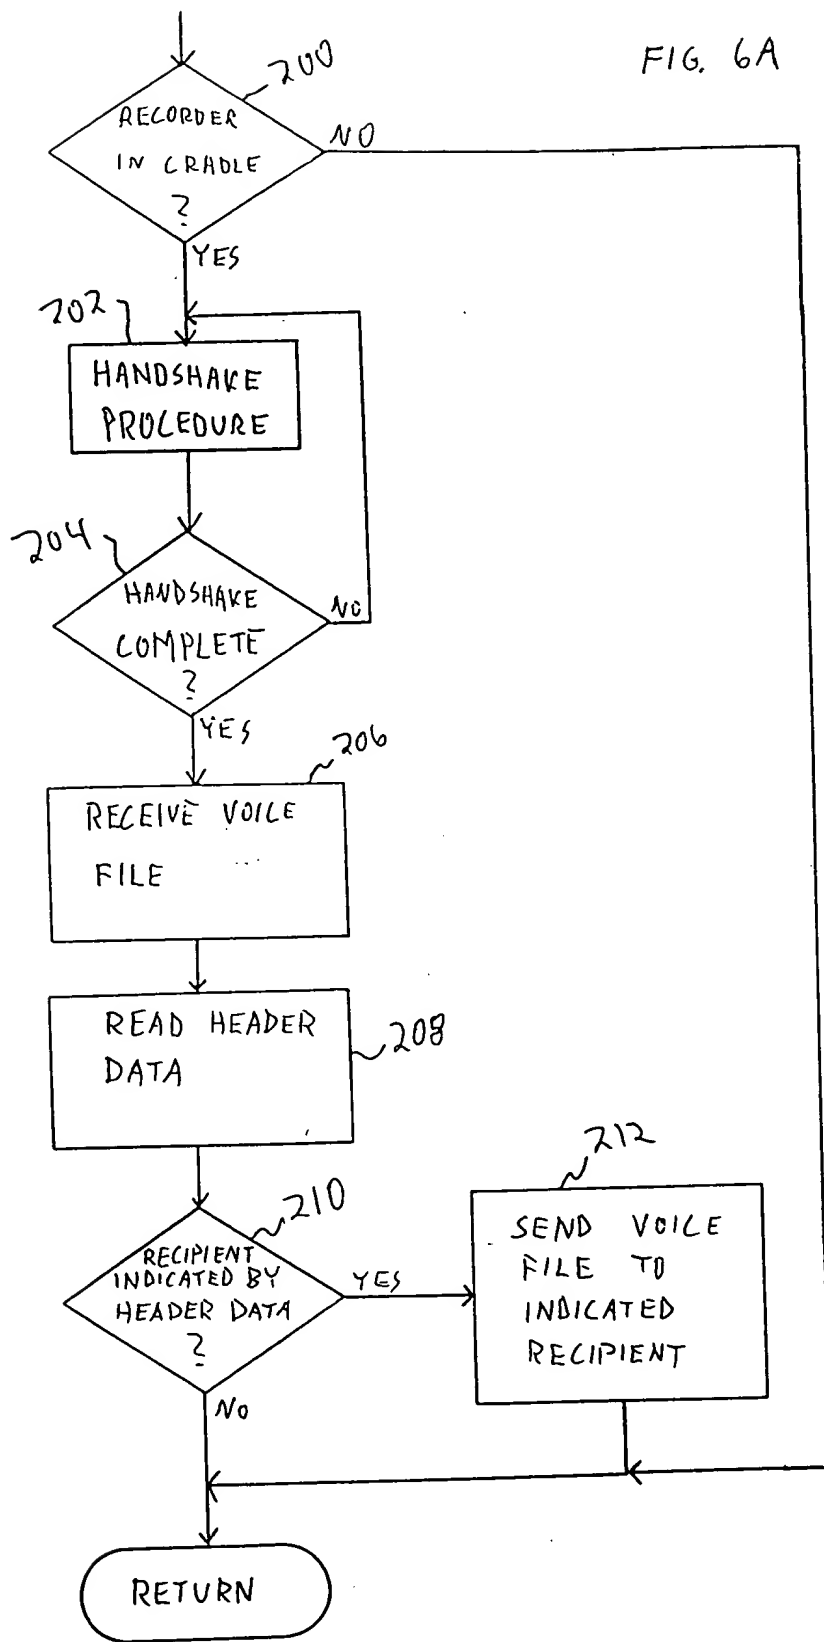 FIG. 6A
200
RECORDER
IN CRADLE
?
NO
YES
202
HANDSHAKE
PROCEDURE
204
HANDSHAKE
COMPLETE
?
NO
YES
206
RECEIVE VOICE
FILE
READ HEADER
DATA
208
210
RECIPIENT
INDICATED BY
HEADER DATA
?
YES
NO
212
SEND VOICE
FILE TO
INDICATED
RECIPIENT
RETURN